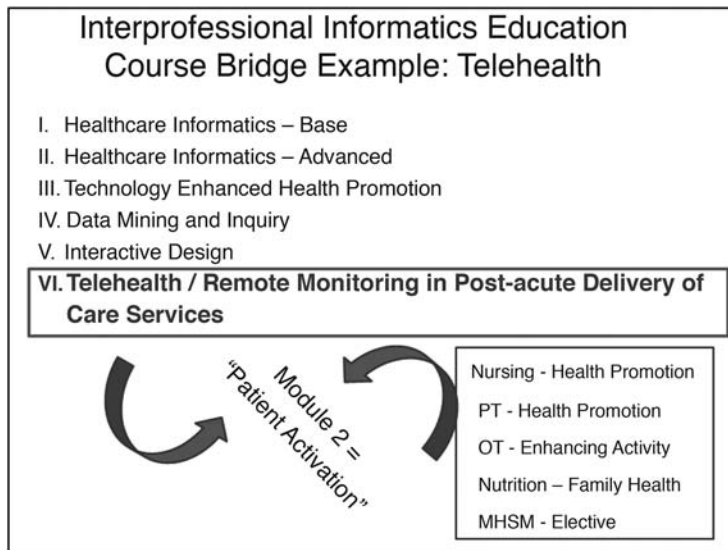 Interprofessional Informatics Education
Course Bridge Example: Telehealth
I. Healthcare Informatics – Base
II. Healthcare Informatics – Advanced
III. Technology Enhanced Health Promotion
IV. Data Mining and Inquiry
V. Interactive Design
VI. Telehealth / Remote Monitoring in Post-acute Delivery of
Care Services
Module 2 =
“Patient Activation”
Nursing - Health Promotion
PT - Health Promotion
OT - Enhancing Activity
Nutrition – Family Health
MHSM - Elective